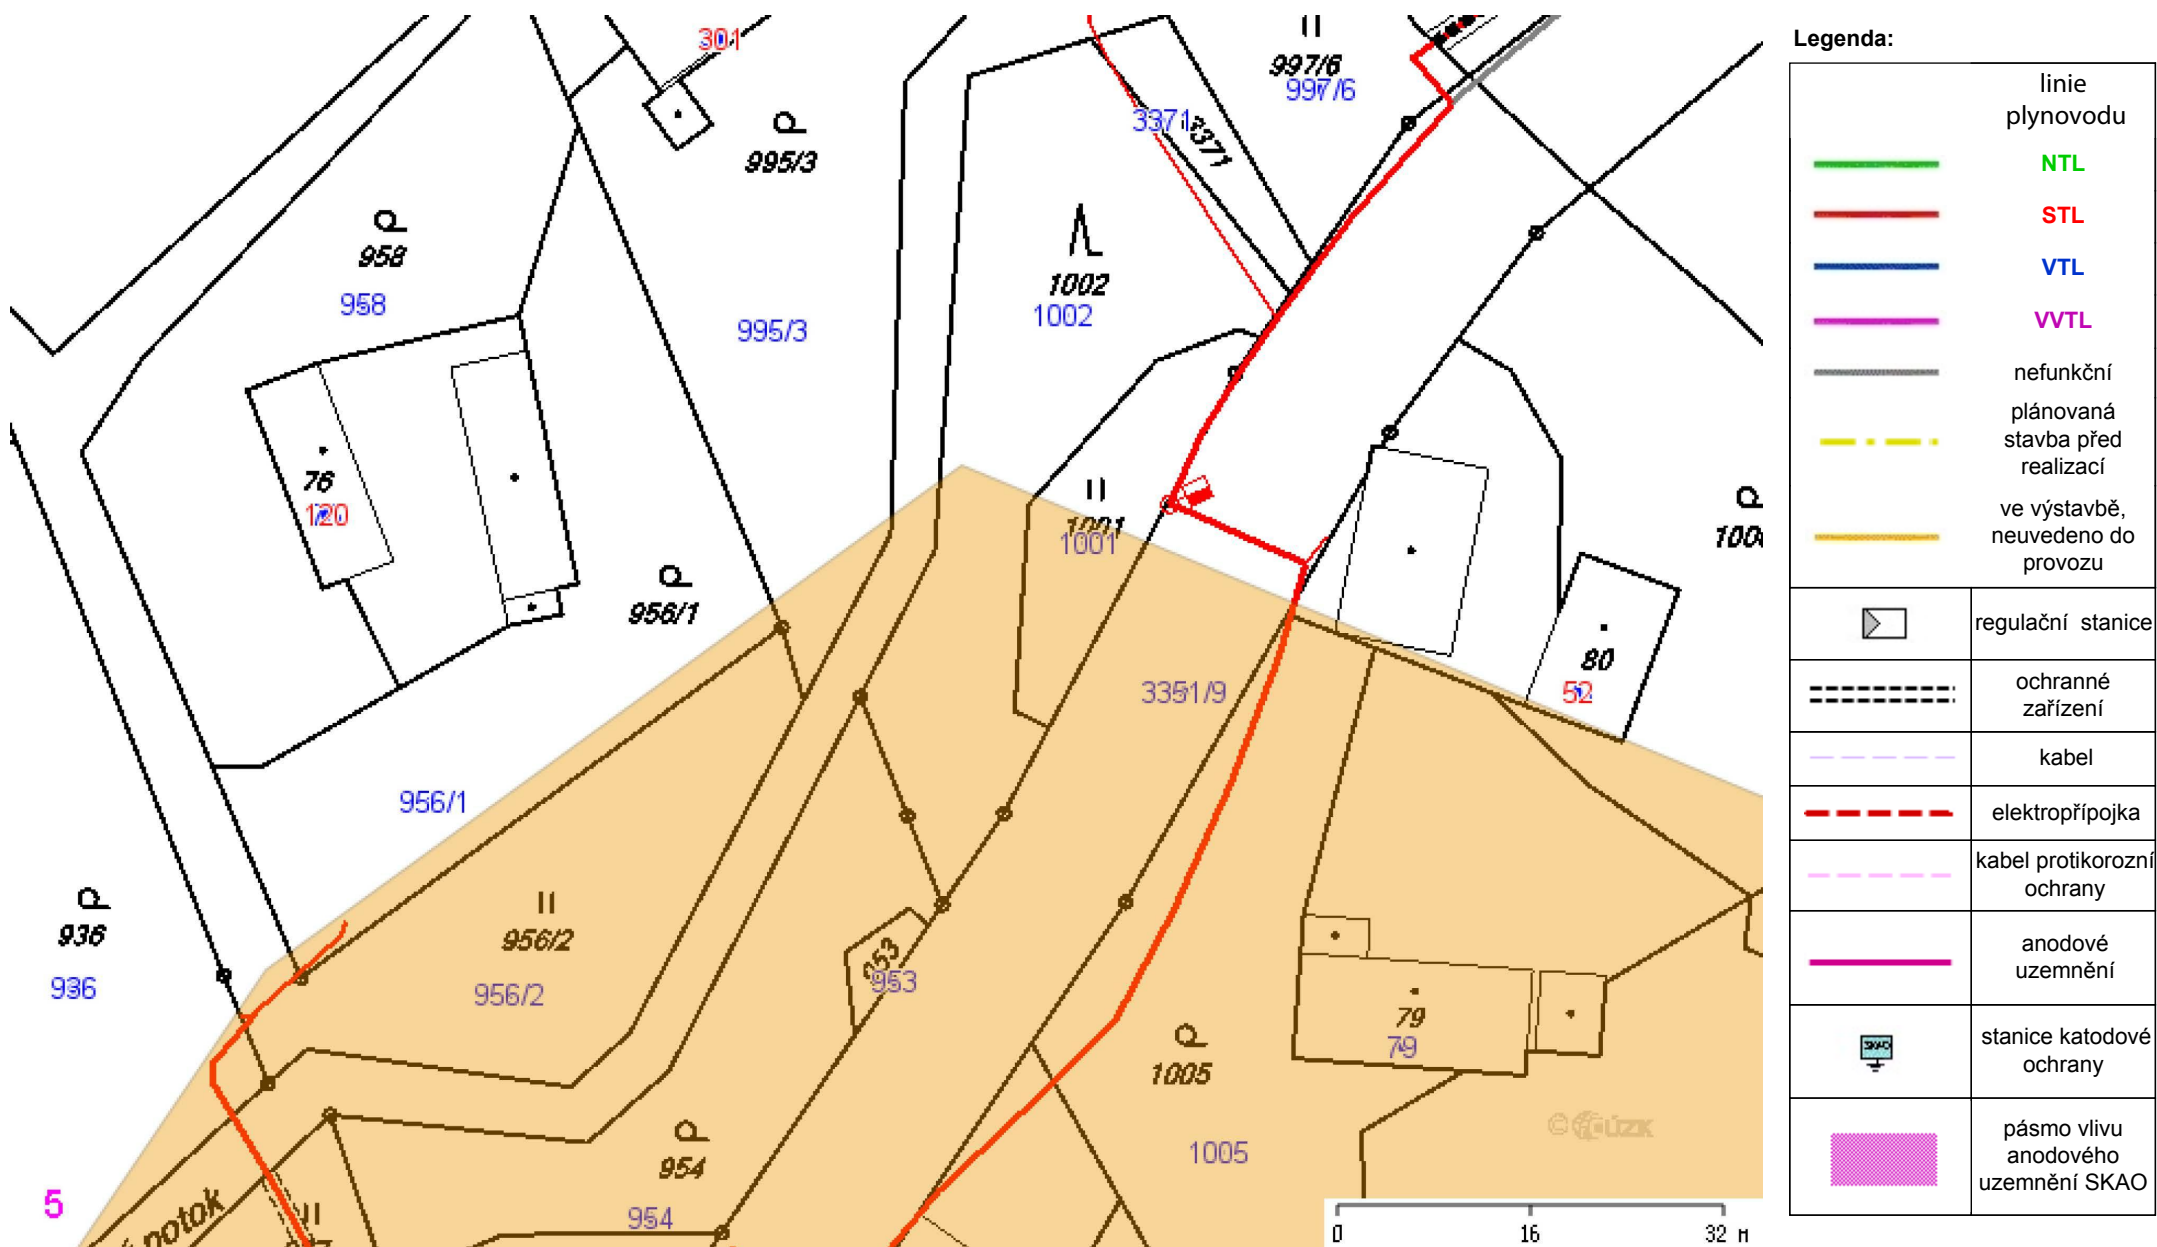 301
997/6
997/6
3371
3371
995/3
958
958
995/3
1002
1002
76
120
1001
1001
956/1
3351/9
80
52
956/1
936
936
956/2
956/2
953
953
79
79
1005
1005
954
954
5
potok
© ČÚZK
0 16 32 M
Legenda:
linie
plynovodu
NTL
STL
VTL
VVTL
nefunkční
plánovaná
stavba před
realizací
ve výstavbě,
neuvedeno do
provozu
regulační stanice
ochranné
zařízení
kabel
elektropřípojka
kabel protikorozní
ochrany
anodové
uzemnění
SKAO
stanice katodové
ochrany
pásmo vlivu
anodového
uzemnění SKAO